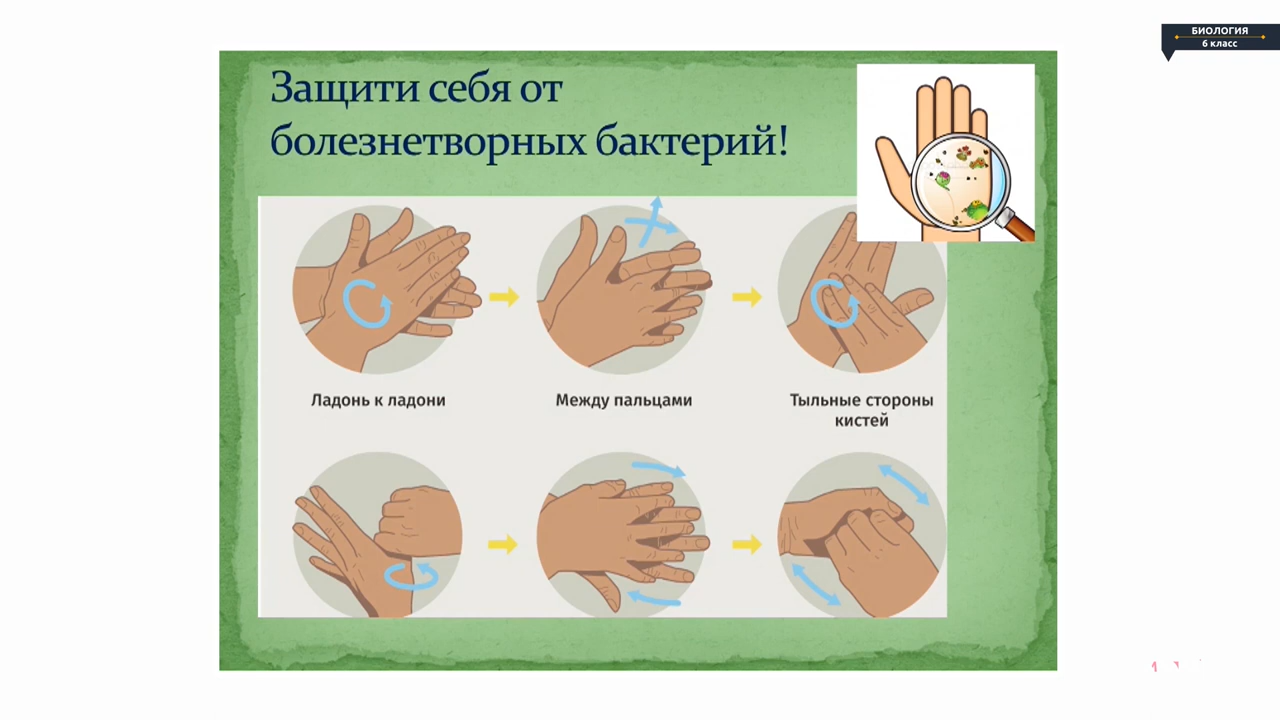 БИОЛОГИЯ
6 класс
Защити себя от
болезнетворных бактерий!
Ладонь к ладони
Между пальцами
Тыльные стороны
кистей